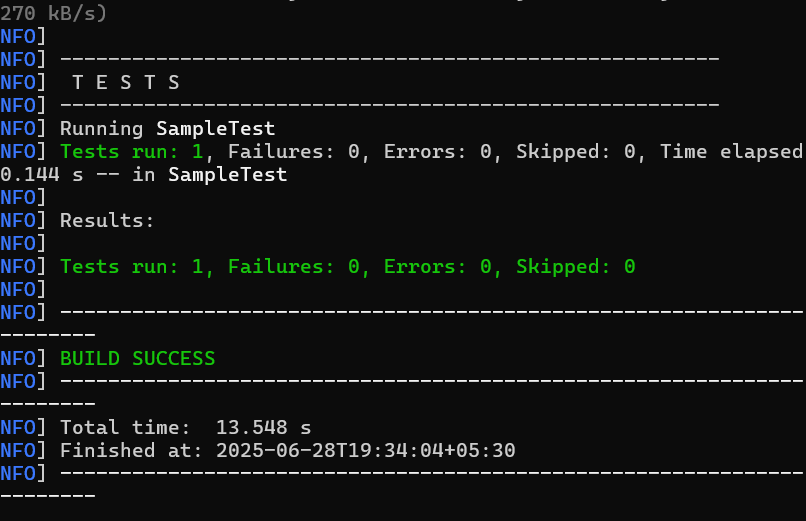 270 kB/s)
NFO]
NFO] -------------------------------------------------------
NFO]  T E S T S
NFO] -------------------------------------------------------
NFO] Running SampleTest
NFO] Tests run: 1, Failures: 0, Errors: 0, Skipped: 0, Time elapsed
0.144 s -- in SampleTest
NFO]
NFO] Results:
NFO]
NFO] Tests run: 1, Failures: 0, Errors: 0, Skipped: 0
NFO]
NFO] --------------------------------------------------------------
--------
NFO] BUILD SUCCESS
NFO] --------------------------------------------------------------
--------
NFO] Total time:  13.548 s
NFO] Finished at: 2025-06-28T19:34:04+05:30
NFO] --------------------------------------------------------------
--------